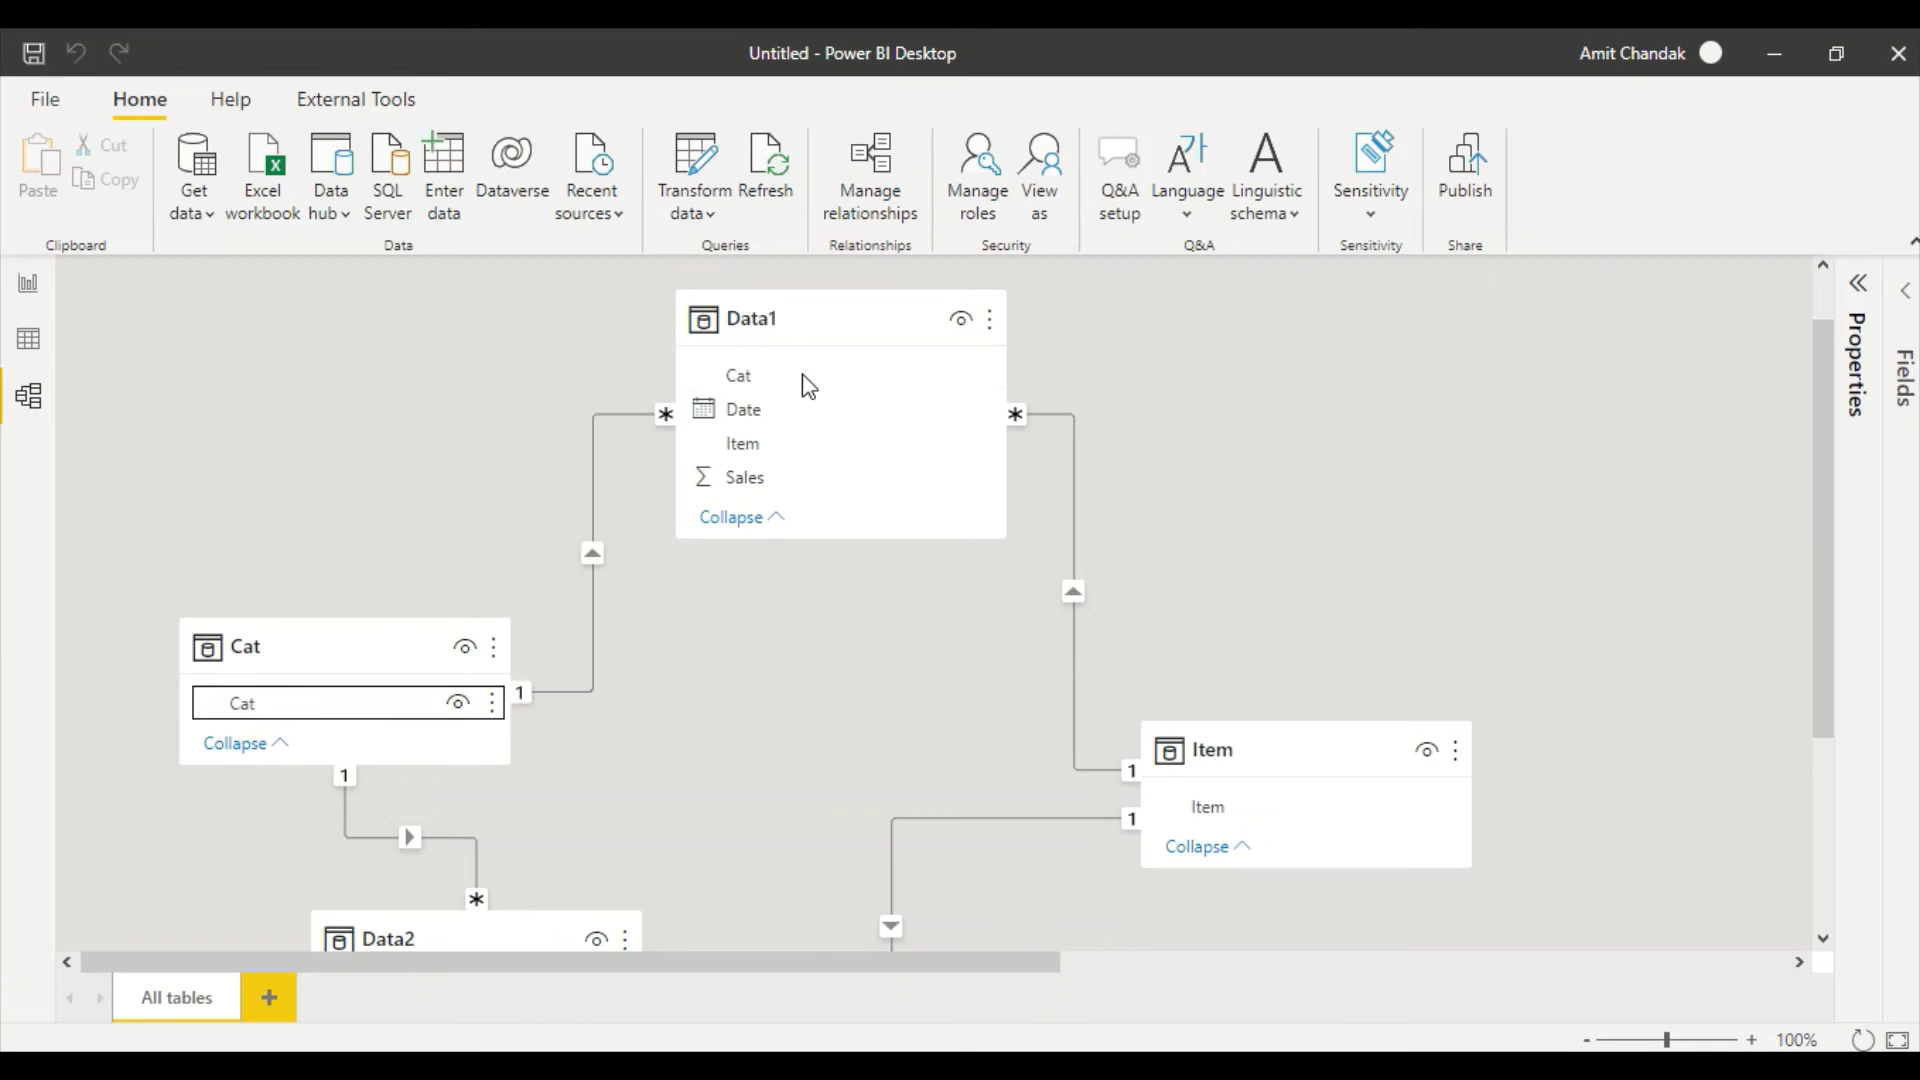 Untitled - Power BI Desktop
Amit Chandak
File
Home
Help
External Tools
Paste
Cut
Copy
Get data
Excel workbook
Data hub
SQL Server
Enter data
Dataverse
Recent sources
Transform data
Refresh
Manage relationships
Manage roles
View as
Q&A setup
Language
Linguistic schema
Sensitivity
Publish
Clipboard
Data
Queries
Relationships
Security
Q&A
Sensitivity
Share
Data1
Cat
Date
Item
Sales
Collapse
*
*
Cat
Cat
Collapse
1
1
*
Item
Item
Collapse
1
1
Data2
Properties
Fields
All tables
+
- + 100%